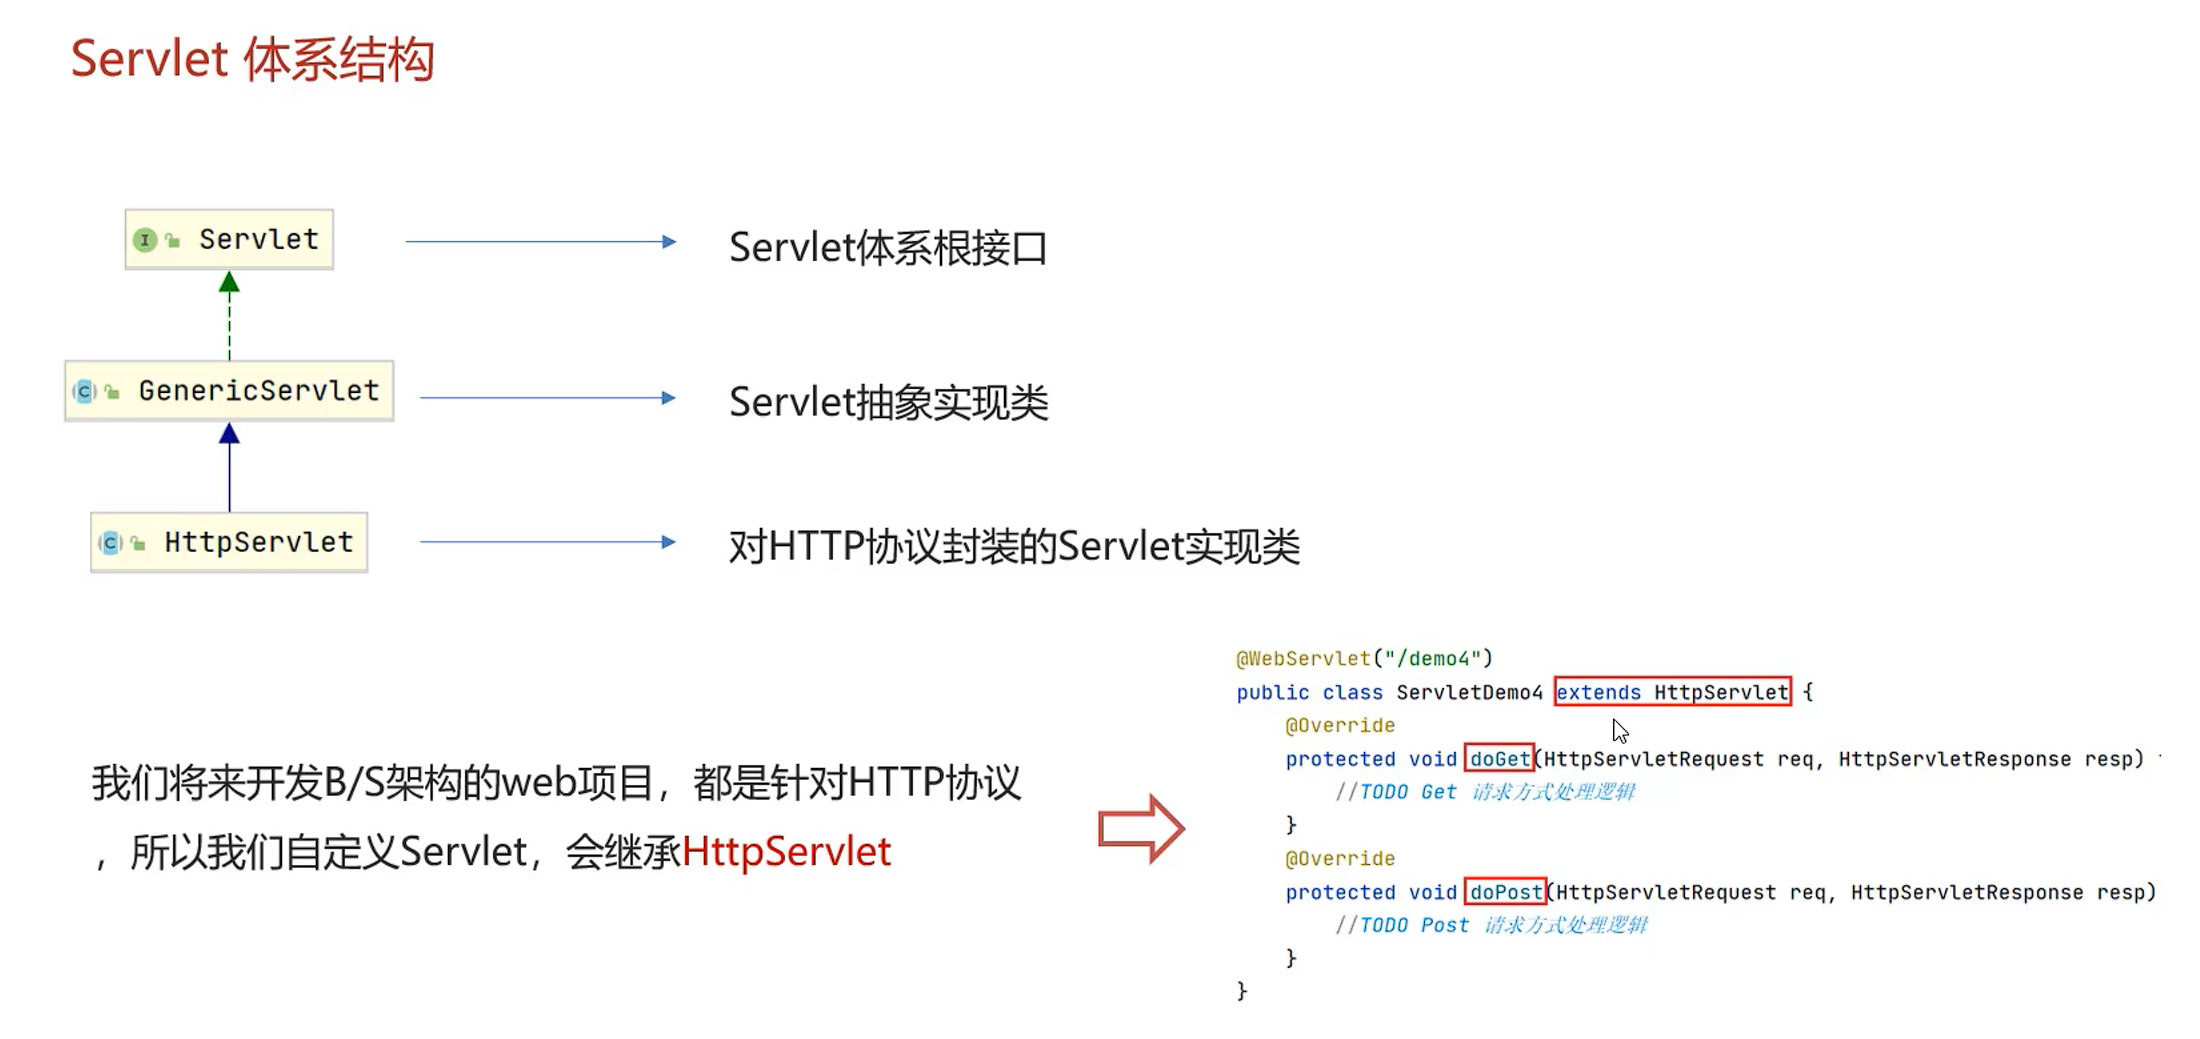 Servlet 体系结构
Servlet
Servlet体系根接口
GenericServlet
Servlet抽象实现类
HttpServlet
对HTTP协议封装的Servlet实现类
我们将来开发B/S架构的web项目，都是针对HTTP协议
，所以我们自定义Servlet，会继承HttpServlet
@WebServlet("/demo4")
public class ServletDemo4 extends HttpServlet {
@Override
protected void doGet(HttpServletRequest req, HttpServletResponse resp)
//TODO Get 请求方式处理逻辑
}
@Override
protected void doPost(HttpServletRequest req, HttpServletResponse resp)
//TODO Post 请求方式处理逻辑
}
}